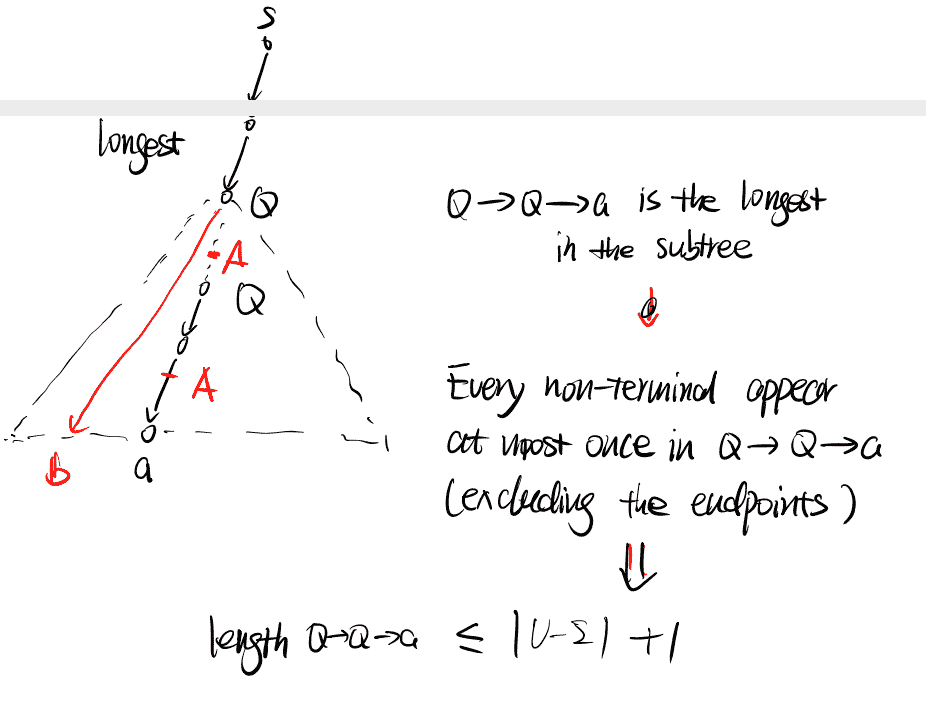 S
longest
Q
Q → Q → a is the longest
in the subtree
A
Q
A
Every non-terminal appear
at most once in Q → Q → a
(excluding the endpoints)
b
a
⇓
length Q→Q→a ≤ |V-Σ| +1